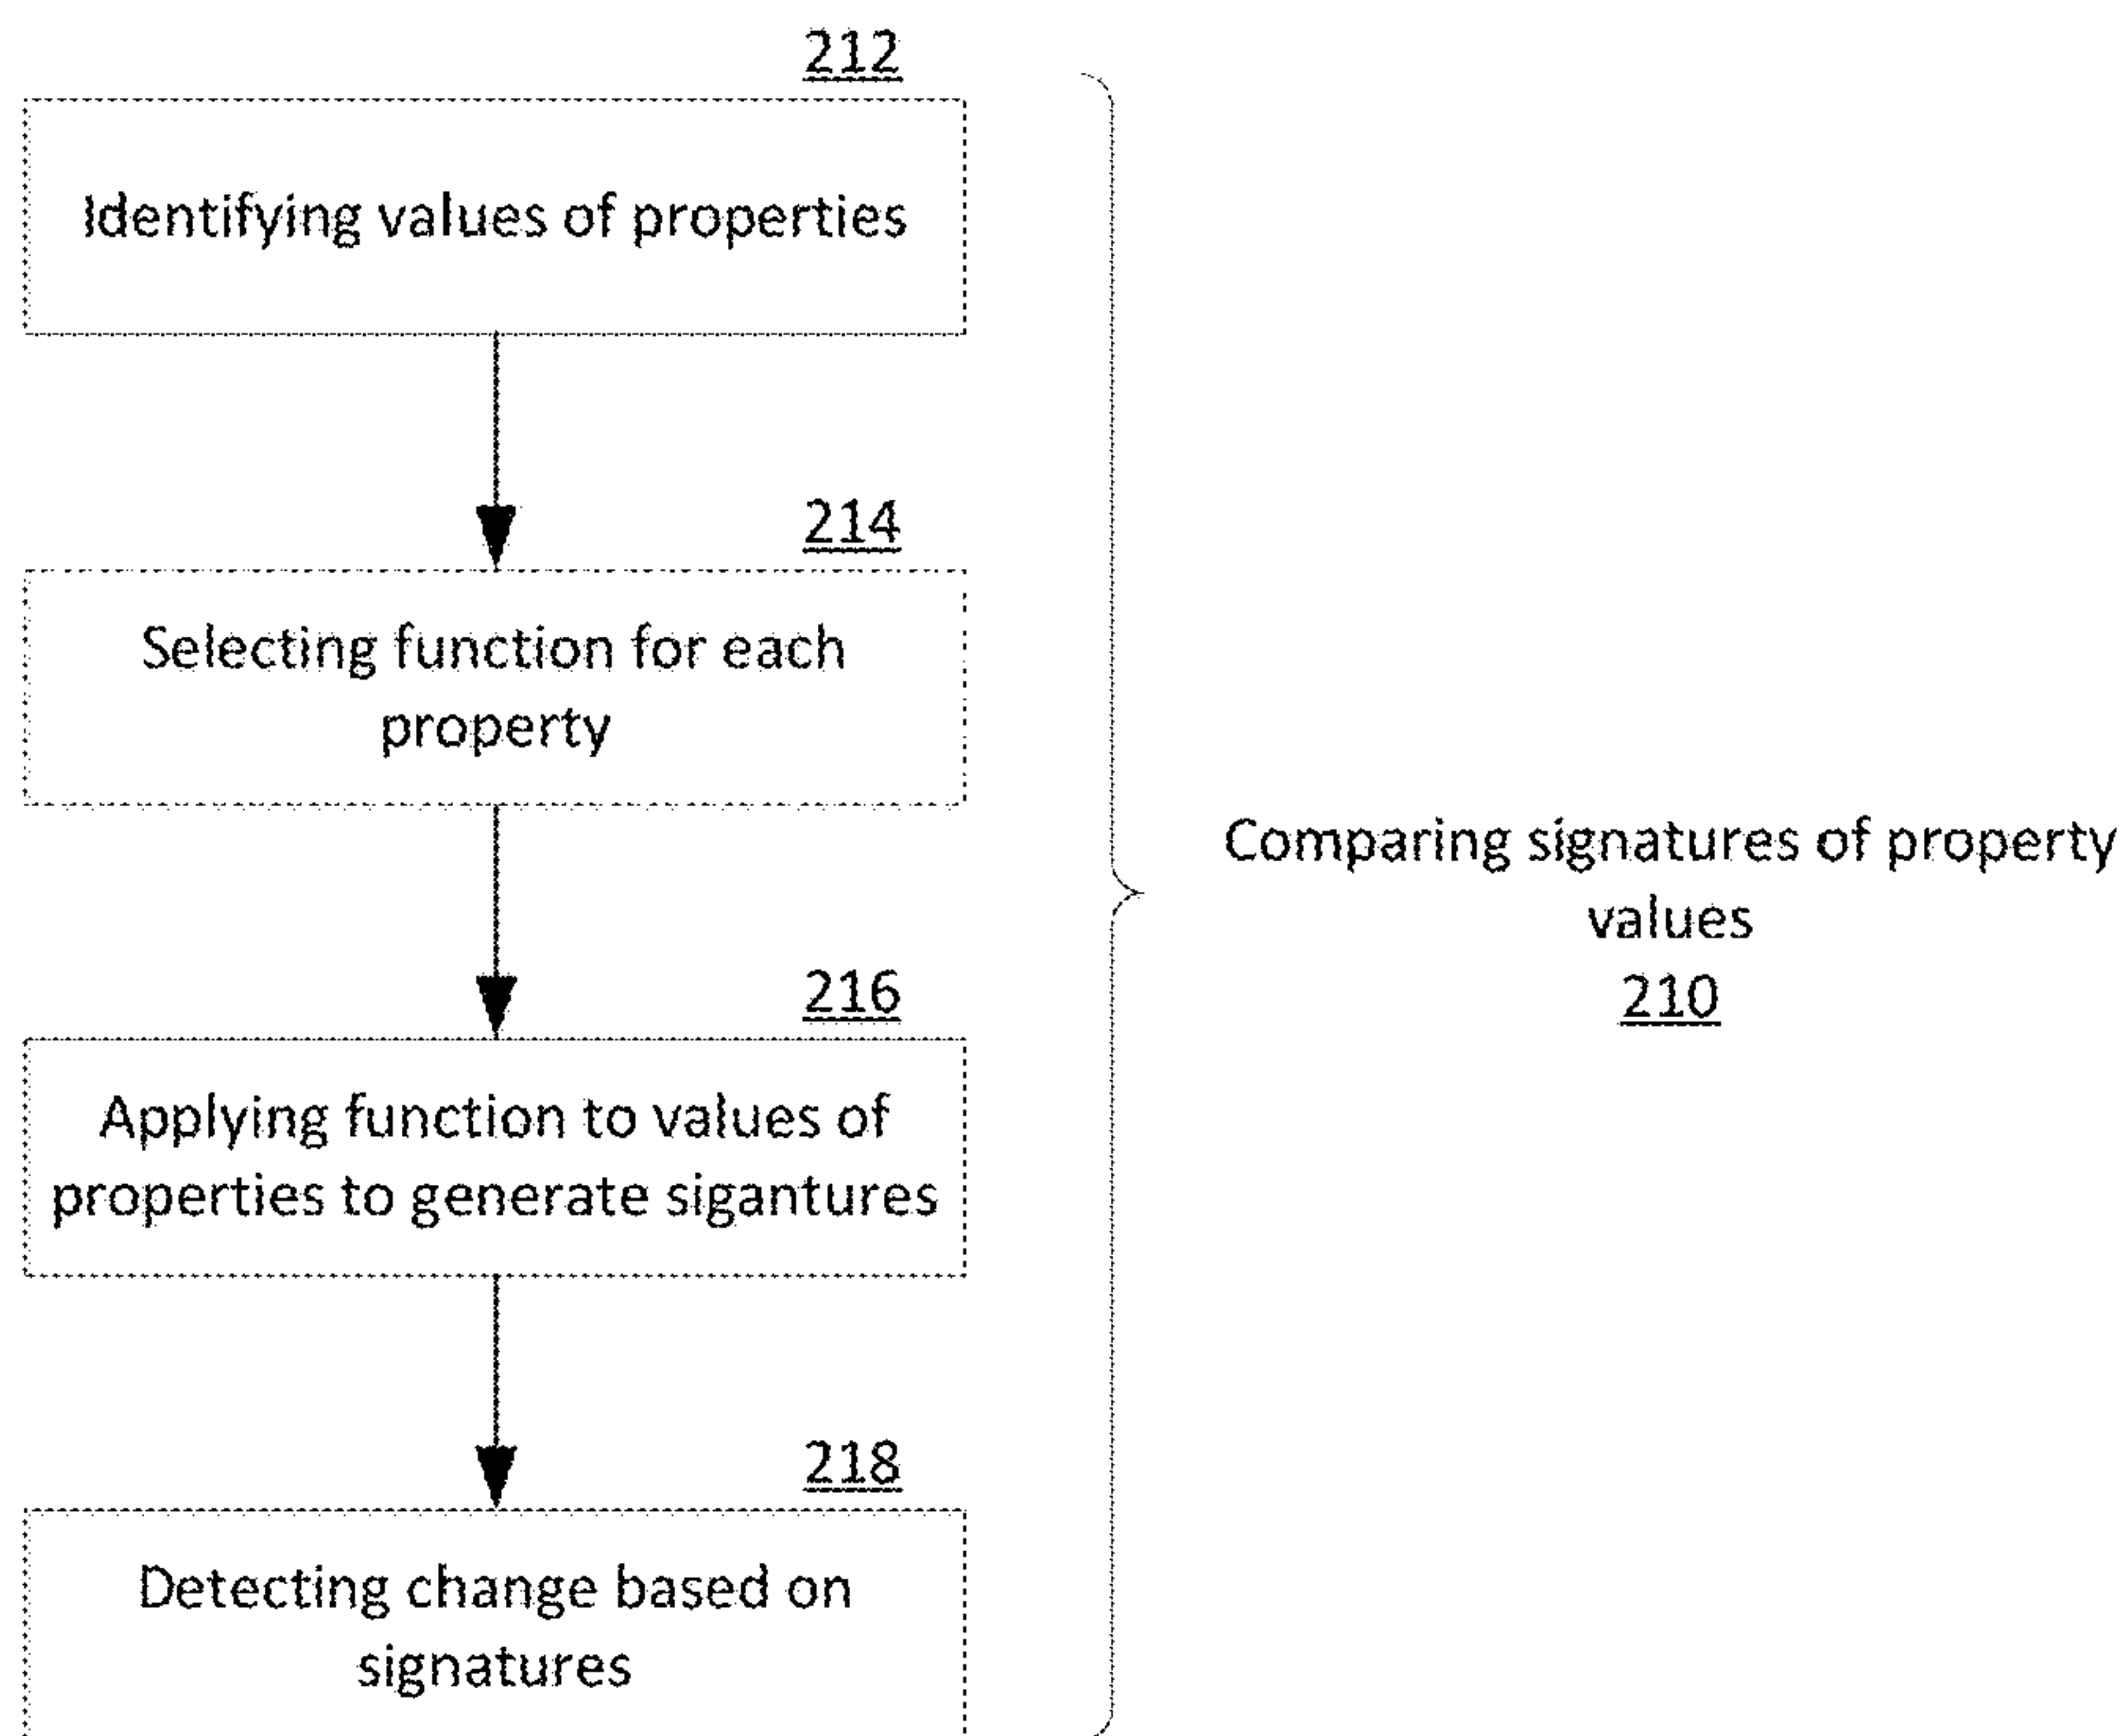 212
Identifying values of properties
214
Selecting function for each
property
216
Applying function to values of
properties to generate sigantures
218
Detecting change based on
signatures
Comparing signatures of property
values
210